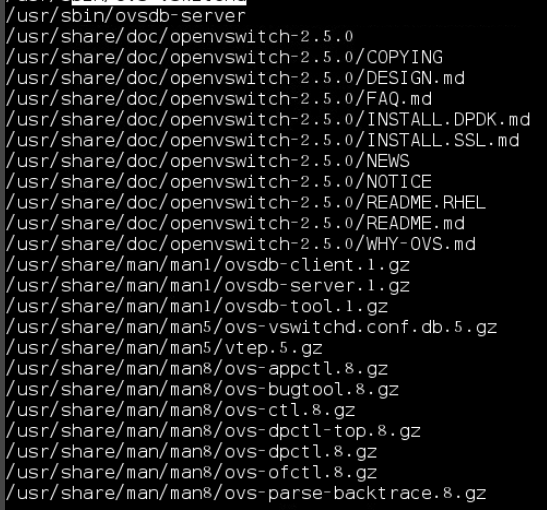 /usr/sbin/ovsdb-server
/usr/share/doc/openvswitch-2.5.0
/usr/share/doc/openvswitch-2.5.0/COPYING
/usr/share/doc/openvswitch-2.5.0/DESIGN.md
/usr/share/doc/openvswitch-2.5.0/FAQ.md
/usr/share/doc/openvswitch-2.5.0/INSTALL.DPDK.md
/usr/share/doc/openvswitch-2.5.0/INSTALL.SSL.md
/usr/share/doc/openvswitch-2.5.0/NEWS
/usr/share/doc/openvswitch-2.5.0/NOTICE
/usr/share/doc/openvswitch-2.5.0/README.RHEL
/usr/share/doc/openvswitch-2.5.0/README.md
/usr/share/doc/openvswitch-2.5.0/WHY-OVS.md
/usr/share/man/man1/ovsdb-client.1.gz
/usr/share/man/man1/ovsdb-server.1.gz
/usr/share/man/man1/ovsdb-tool.1.gz
/usr/share/man/man5/ovs-vswitchd.conf.db.5.gz
/usr/share/man/man5/vtep.5.gz
/usr/share/man/man8/ovs-appctl.8.gz
/usr/share/man/man8/ovs-bugtool.8.gz
/usr/share/man/man8/ovs-ctl.8.gz
/usr/share/man/man8/ovs-dpctl-top.8.gz
/usr/share/man/man8/ovs-dpctl.8.gz
/usr/share/man/man8/ovs-ofctl.8.gz
/usr/share/man/man8/ovs-parse-backtrace.8.gz